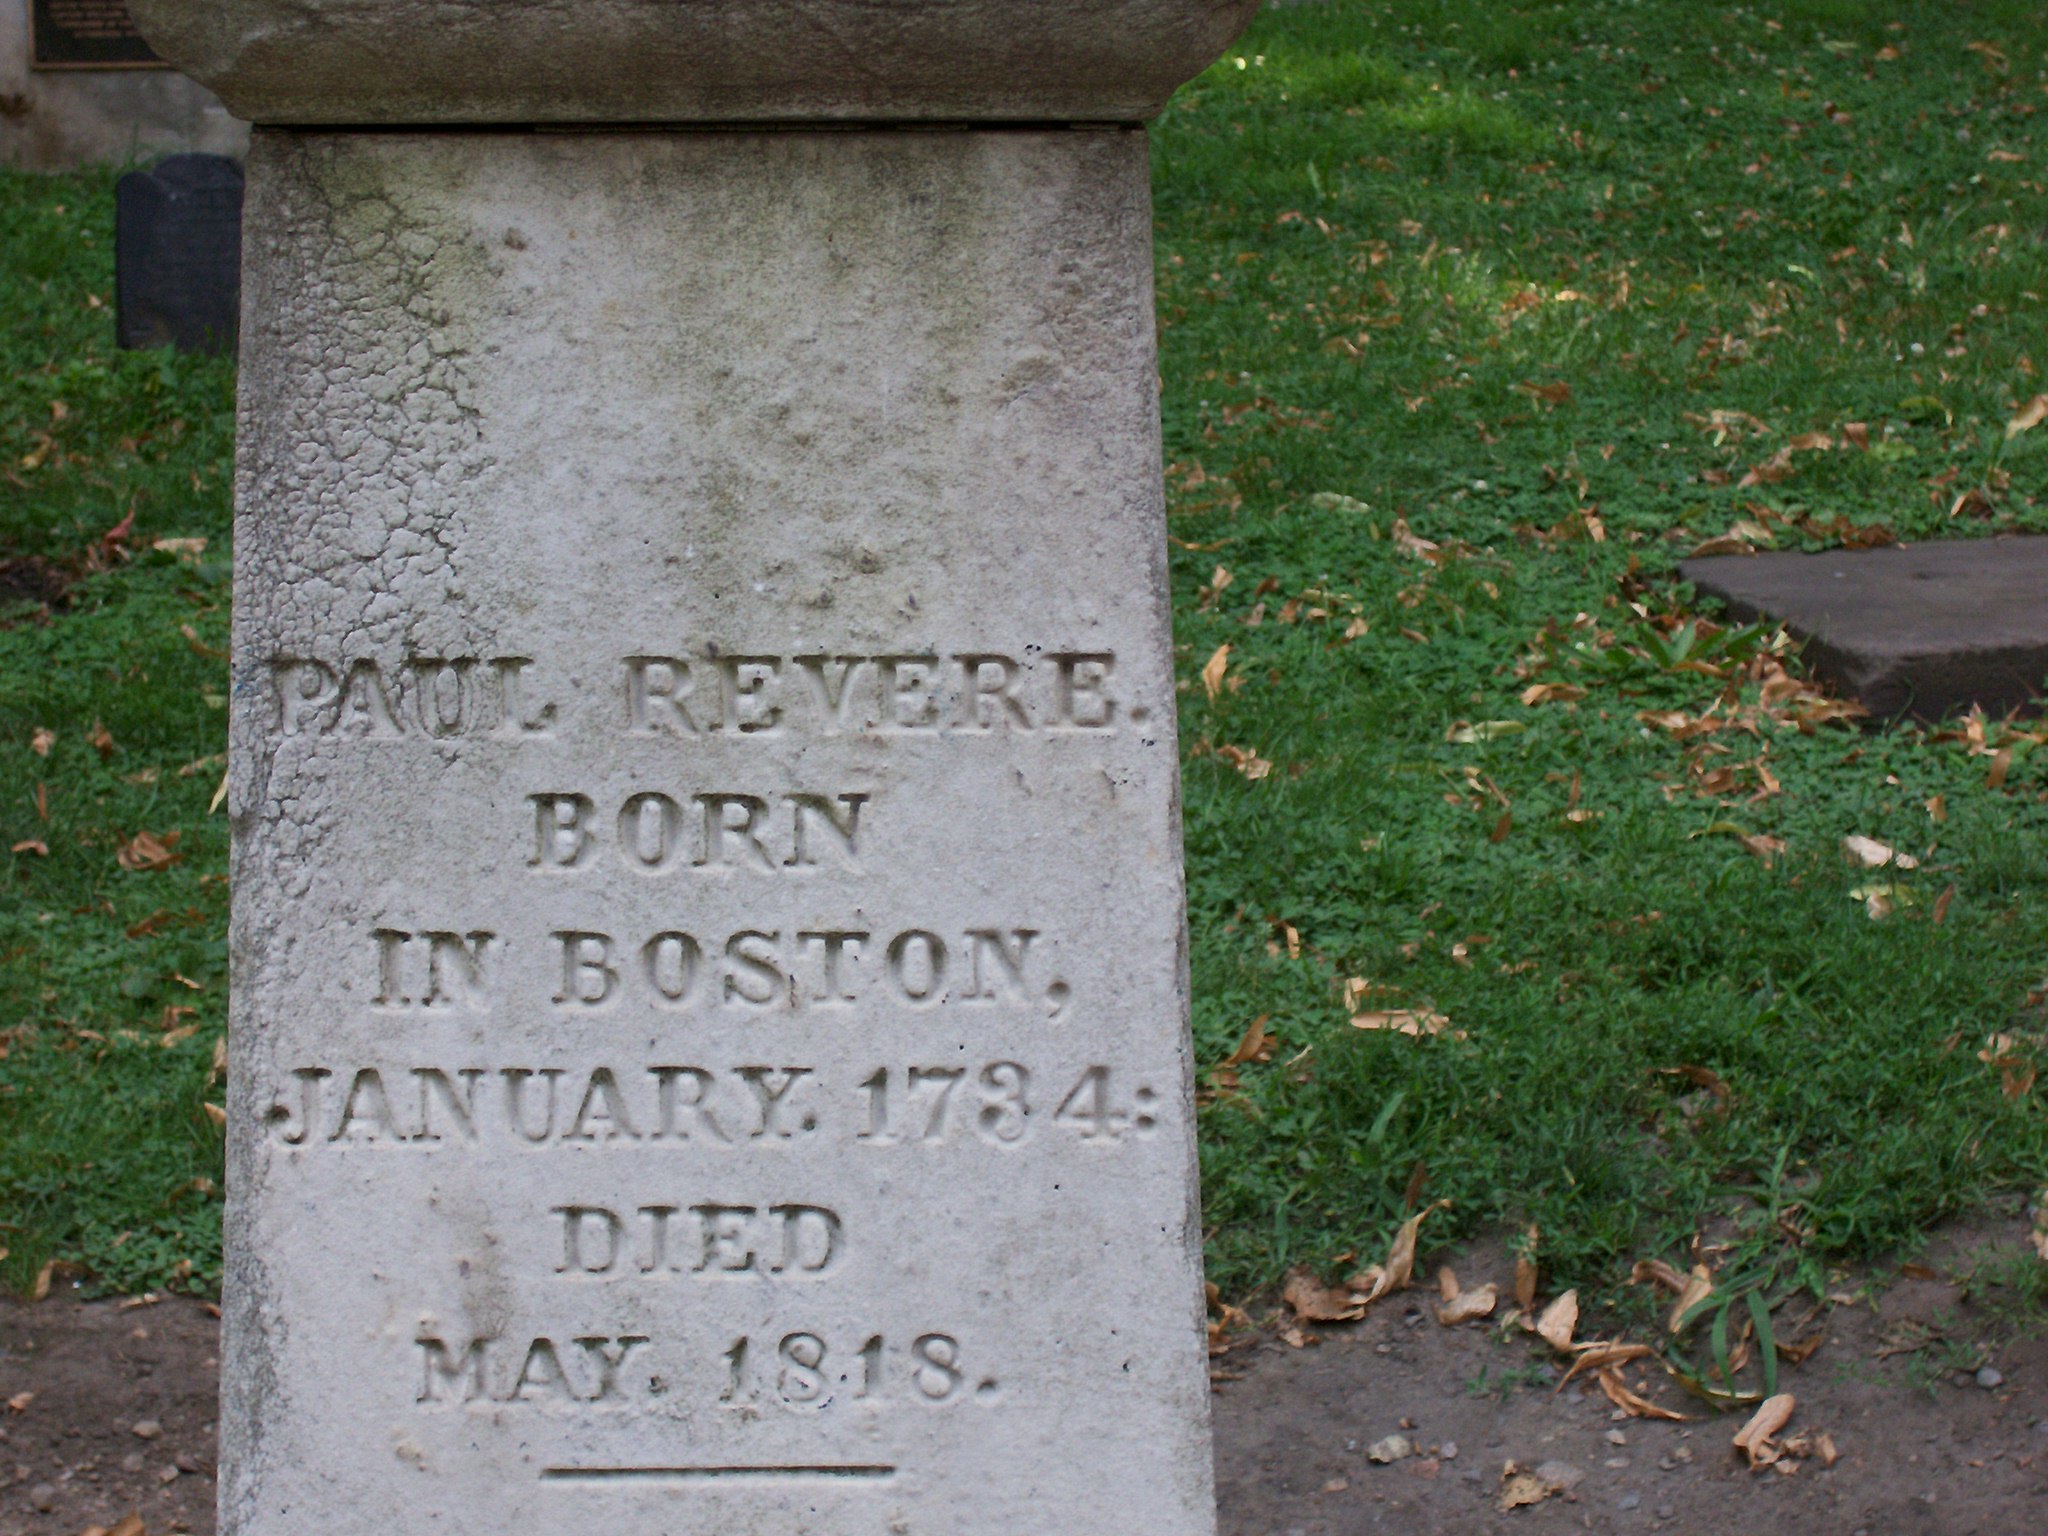 PAUL REVERE.
BORN
IN BOSTON,
JANUARY. 1734:
DIED
MAY. 1818.